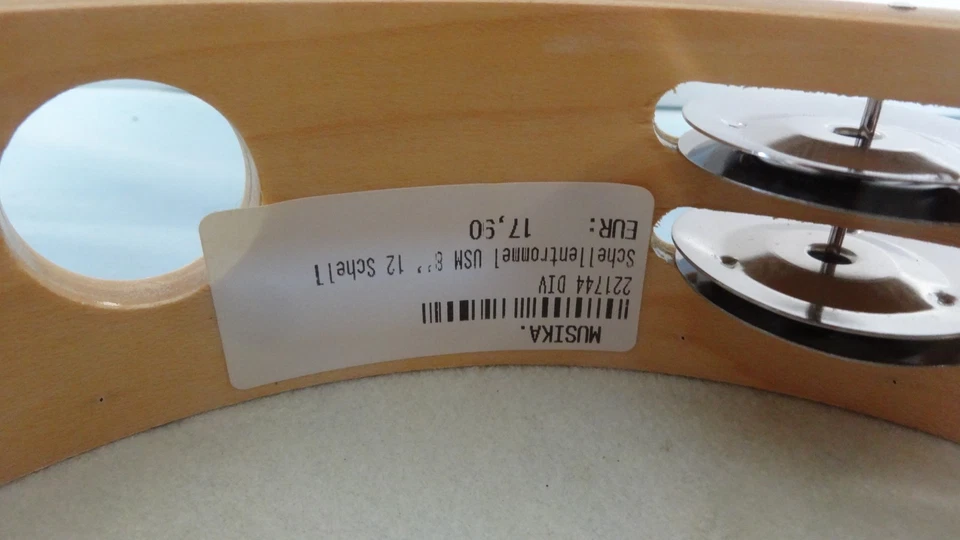 MUSIKA.
221744 DIV
Schellentrommel USM 8'' 12 Schell
EUR: 17,90